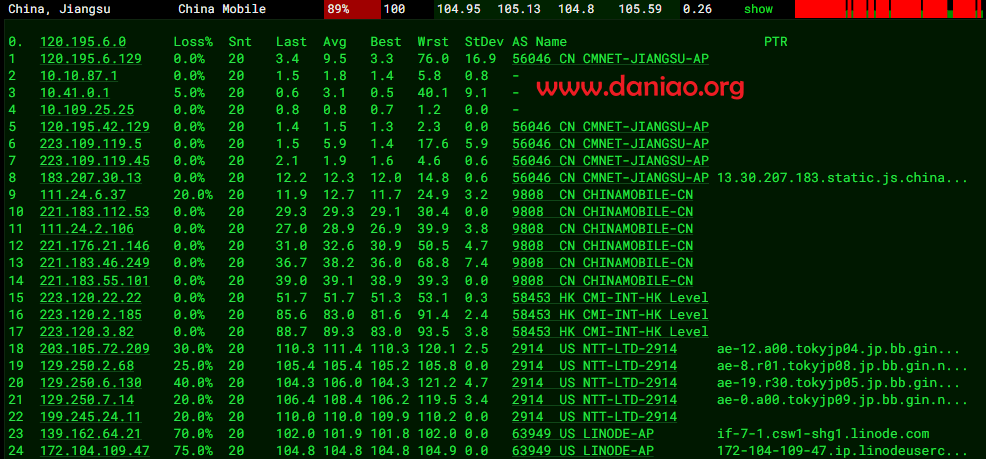 China, Jiangsu China Mobile 89% 100 104.95 105.13 104.8 105.59 0.26 show
0. 120.195.6.0 Loss% Snt Last Avg Best Wrst StDev AS Name PTR
1 120.195.6.129 0.0% 20 3.4 9.5 3.3 76.0 16.9 56046 CN CMNET-JIANGSU-AP
2 10.10.87.1 0.0% 20 1.5 1.8 1.4 5.8 0.8 -
3 10.41.0.1 5.0% 20 0.6 3.1 0.5 40.1 9.1 -
www.daniao.org
4 10.109.25.25 0.0% 20 0.8 0.8 0.7 1.2 0.0 -
5 120.195.42.129 0.0% 20 1.4 1.5 1.3 2.3 0.0 56046 CN CMNET-JIANGSU-AP
6 223.109.119.5 0.0% 20 1.5 5.9 1.4 17.6 5.9 56046 CN CMNET-JIANGSU-AP
7 223.109.119.45 0.0% 20 2.1 1.9 1.6 4.6 0.6 56046 CN CMNET-JIANGSU-AP
8 183.207.30.13 0.0% 20 12.2 12.3 12.0 14.8 0.6 56046 CN CMNET-JIANGSU-AP 13.30.207.183.static.js.china...
9 111.24.6.37 20.0% 20 11.9 12.7 11.7 24.9 3.2 9808 CN CHINAMOBILE-CN
10 221.183.112.53 0.0% 20 29.3 29.3 29.1 30.4 0.0 9808 CN CHINAMOBILE-CN
11 111.24.2.106 0.0% 20 27.0 28.9 26.9 39.9 3.8 9808 CN CHINAMOBILE-CN
12 221.176.21.146 0.0% 20 31.0 32.6 30.9 50.5 4.7 9808 CN CHINAMOBILE-CN
13 221.183.46.249 0.0% 20 36.7 38.2 36.0 68.8 7.4 9808 CN CHINAMOBILE-CN
14 221.183.55.101 0.0% 20 39.0 39.1 38.9 39.3 0.0 9808 CN CHINAMOBILE-CN
15 223.120.22.22 0.0% 20 51.7 51.7 51.3 53.1 0.3 58453 HK CMI-INT-HK Level
16 223.120.2.185 0.0% 20 85.6 83.0 81.6 91.4 2.4 58453 HK CMI-INT-HK Level
17 223.120.3.82 0.0% 20 88.7 89.3 83.0 93.5 3.8 58453 HK CMI-INT-HK Level
18 203.105.72.209 30.0% 20 110.3 111.4 110.3 120.1 2.5 2914 US NTT-LTD-2914 ae-12.a00.tokyjp04.jp.bb.gin...
19 129.250.2.68 25.0% 20 105.4 105.4 105.2 105.8 0.0 2914 US NTT-LTD-2914 ae-8.r01.tokyjp08.jp.bb.gin.n...
20 129.250.6.130 40.0% 20 104.3 106.0 104.3 121.2 4.7 2914 US NTT-LTD-2914 ae-19.r30.tokyjp05.jp.bb.gin...
21 129.250.7.14 20.0% 20 106.4 108.4 106.2 119.5 3.4 2914 US NTT-LTD-2914 ae-0.a00.tokyjp09.jp.bb.gin.n...
22 199.245.24.11 20.0% 20 110.0 110.0 109.9 110.2 0.0 2914 US NTT-LTD-2914
23 139.162.64.21 70.0% 20 102.0 101.9 101.8 102.0 0.0 63949 US LINODE-AP if-7-1.csw1-shg1.linode.com
24 172.104.109.47 75.0% 20 104.8 104.8 104.8 104.9 0.0 63949 US LINODE-AP 172-104-109-47.ip.linodeuserc...